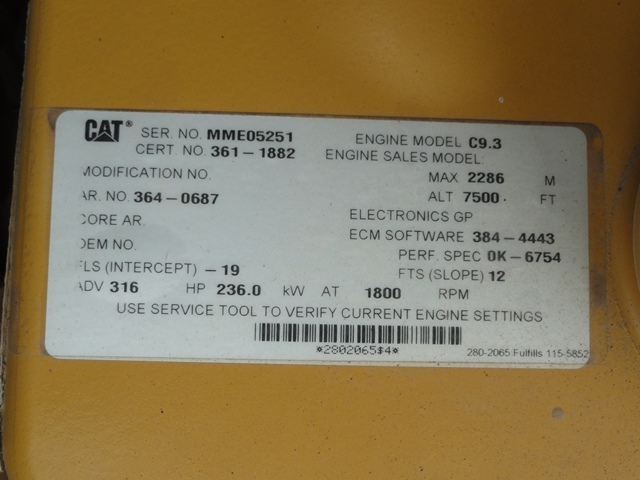 CAT® SER. NO. MME05251 ENGINE MODEL C9.3
CERT. NO. 361-1882 ENGINE SALES MODEL:
MODIFICATION NO. MAX 2286 M
AR. NO. 364-0687 ALT 7500 FT
CORE AR. ELECTRONICS GP
OEM NO. ECM SOFTWARE 384-4443
PERF. SPEC 0K-6754
FLS (INTERCEPT) -19 FTS (SLOPE) 12
ADV 316 HP 236.0 kW AT 1800 RPM
USE SERVICE TOOL TO VERIFY CURRENT ENGINE SETTINGS
*2802065$4* 280-2065 Fulfills 115-5852